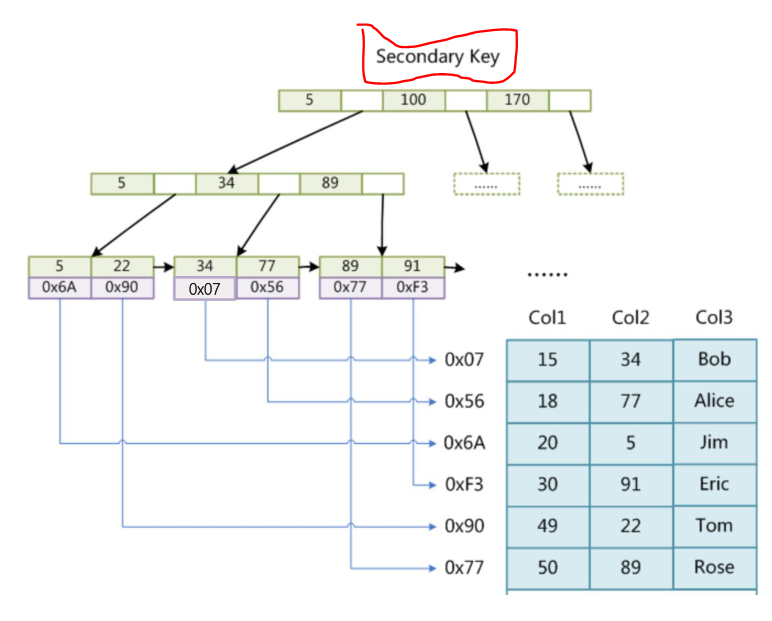 Secondary Key
5 100 170
5 34 89 ...... ......
5 22 34 77 89 91
0x6A 0x90 0x07 0x56 0x77 0xF3
......
Col1 Col2 Col3
0x07 15 34 Bob
0x56 18 77 Alice
0x6A 20 5 Jim
0xF3 30 91 Eric
0x90 49 22 Tom
0x77 50 89 Rose